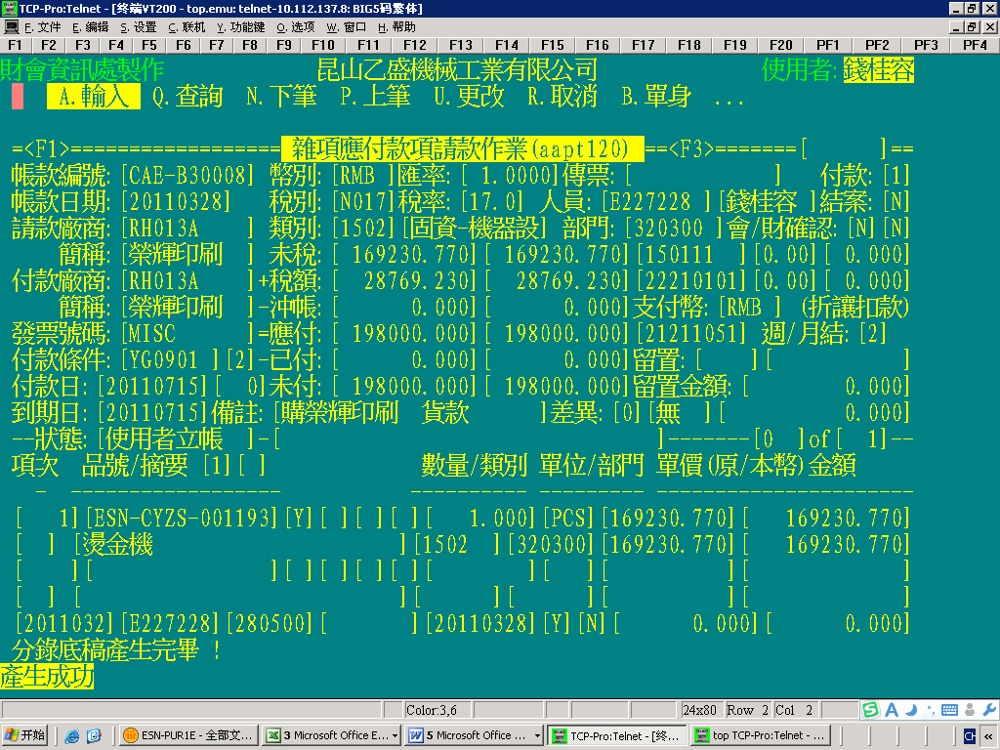 TCP-Pro:Telnet - [终端VT200 - top.emu: telnet-10.112.137.8: BIG5码繁体]
F. 文件 E. 编辑 S. 设置 C. 联机 Y. 功能键 O. 选项 W. 窗口 H. 帮助
F1 F2 F3 F4 F5 F6 F7 F8 F9 F10 F11 F12 F13 F14 F15 F16 F17 F18 F19 F20 PF1 PF2 PF3 PF4
財會資訊處製作 昆山乙盛機械工業有限公司 使用者:錢桂容
A.輸入 Q.查詢 N.下筆 P.上筆 U.更改 R.取消 B.單身 ...
=<F1>================== 雜項應付款項請款作業(aapt120) ==<F3>=======[      ]==
帳款編號:[CAE-B30008] 幣別:[RMB ]匯率:[ 1.0000]傳票:[            ] 付款:[1]
帳款日期:[20110328] 稅別:[N017]稅率:[17.0] 人員:[E227228 ][錢桂容 ]結案:[N]
請款廠商:[RH013A    ] 類別:[1502][固資-機器設] 部門:[320300 ]會/財確認:[N][N]
簡稱:[榮輝印刷  ] 未稅:[ 169230.770][ 169230.770][150111  ][0.00][ 0.000]
付款廠商:[RH013A    ]+稅額:[  28769.230][  28769.230][22210101][0.00][ 0.000]
簡稱:[榮輝印刷  ]-沖帳:[      0.000][      0.000]支付幣:[RMB ] (折讓扣款)
發票號碼:[MISC      ]=應付:[ 198000.000][ 198000.000][21211051] 週/月結:[2]
付款條件:[YG0901 ][2]-已付:[      0.000][      0.000]留置:[    ][           ]
付款日:[20110715][  0]未付:[ 198000.000][ 198000.000]留置金額:[        0.000]
到期日:[20110715]備註:[購榮輝印刷  貨款      ]差異:[0][無  ][          0.000]
--狀態:[使用者立帳  ]-[                                ]-------[0  ]of[  1]--
項次 品號/摘要 [1][ ] 數量/類別 單位/部門 單價(原/本幣)金額
- --------------- ---------- --------- ------------ -------------
[   1][ESN-CYZS-001193][Y][ ][ ][ ][   1.000][PCS][169230.770][   169230.770]
[  ] [燙金機                     ][1502  ][320300][169230.770][   169230.770]
[    ][               ][ ][ ][ ][ ][        ][   ][          ][             ]
[  ] [                           ][      ][       ][          ][             ]
[2011032][E227228][280500][       ][20110328][Y][N][      0.000][      0.000]
分錄底稿產生完畢 !
產生成功
Color:3,6 24x80 Row 2 Col 2
开始 ESN-PUR1E - 全部文... 3 Microsoft Office E... 5 Microsoft Office ... TCP-Pro:Telnet - [终... top TCP-Pro:Telnet - ... CH «